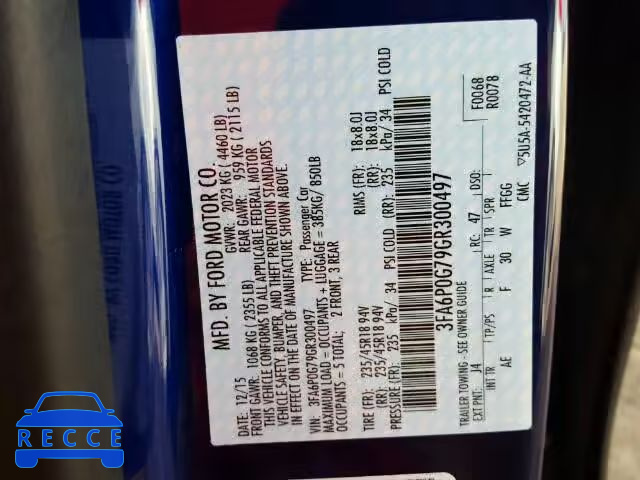 MFD. BY FORD MOTOR CO.
DATE: 12/15 GVWR: 2023 KG ( 4460 LB)
FRONT GAWR: 1068 KG ( 2355 LB) REAR GAWR: 959 KG ( 2115 LB)
THIS VEHICLE CONFORMS TO ALL APPLICABLE FEDERAL MOTOR
VEHICLE SAFETY, BUMPER, AND THEFT PREVENTION STANDARDS
IN EFFECT ON THE DATE OF MANUFACTURE SHOWN ABOVE.
VIN: 3FA6P0G79GR300497 TYPE: Passenger Car
MAXIMUM LOAD = OCCUPANTS + LUGGAGE = 385KG/ 850LB
OCCUPANTS = 5 TOTAL; 2 FRONT, 3 REAR
TIRE (FR): 235/45R18 94V RIMS (FR): 18x8.0J
(RR): 235/45R18 94V (RR): 18x8.0J
PRESSURE (FR): 235 kPa/ 34 PSI COLD (RR): 235 kPa/ 34 PSI COLD
3FA6P0G79GR300497
TRAILER TOWING - SEE OWNER GUIDE
F0068
R0078
EXT PNT: J4 RC: 47 DSO:
INT TR. TP/PS R AXLE TR SPR
AE F 30 W FFGG
CMC ▽5U5A-5420472-AA
RECCE